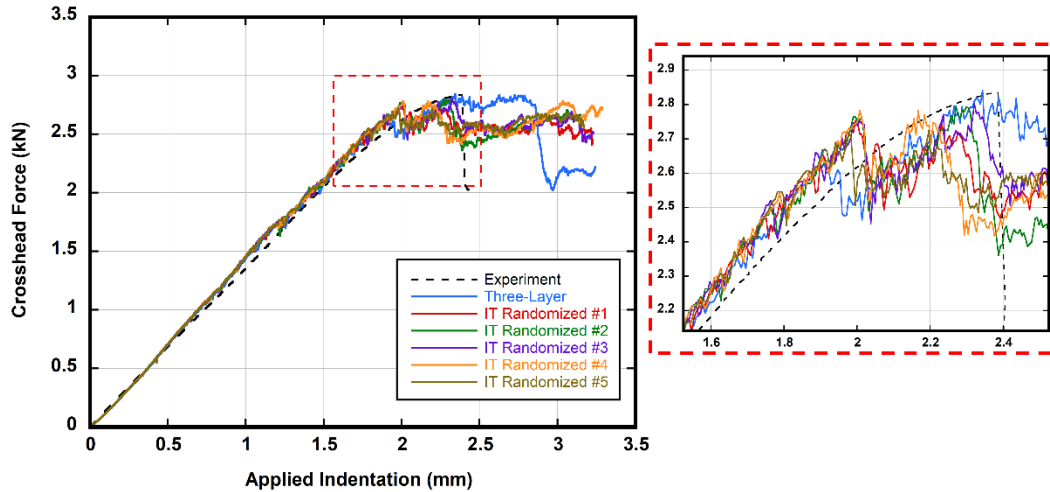 3.5
3
2.5
2
1.5
1
0.5
0
Crosshead Force (kN)
0 0.5 1 1.5 2 2.5 3 3.5
Applied Indentation (mm)
Experiment
Three-Layer
IT Randomized #1
IT Randomized #2
IT Randomized #3
IT Randomized #4
IT Randomized #5
2.9
2.8
2.7
2.6
2.5
2.4
2.3
2.2
1.6 1.8 2 2.2 2.4